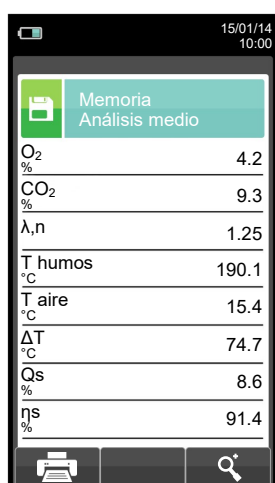 15/01/14
10:00
Memoria
Análisis medio
O₂ % 4.2
CO₂ % 9.3
λ,n 1.25
T humos °C 190.1
T aire °C 15.4
ΔT °C 74.7
Qs % 8.6
ηs % 91.4